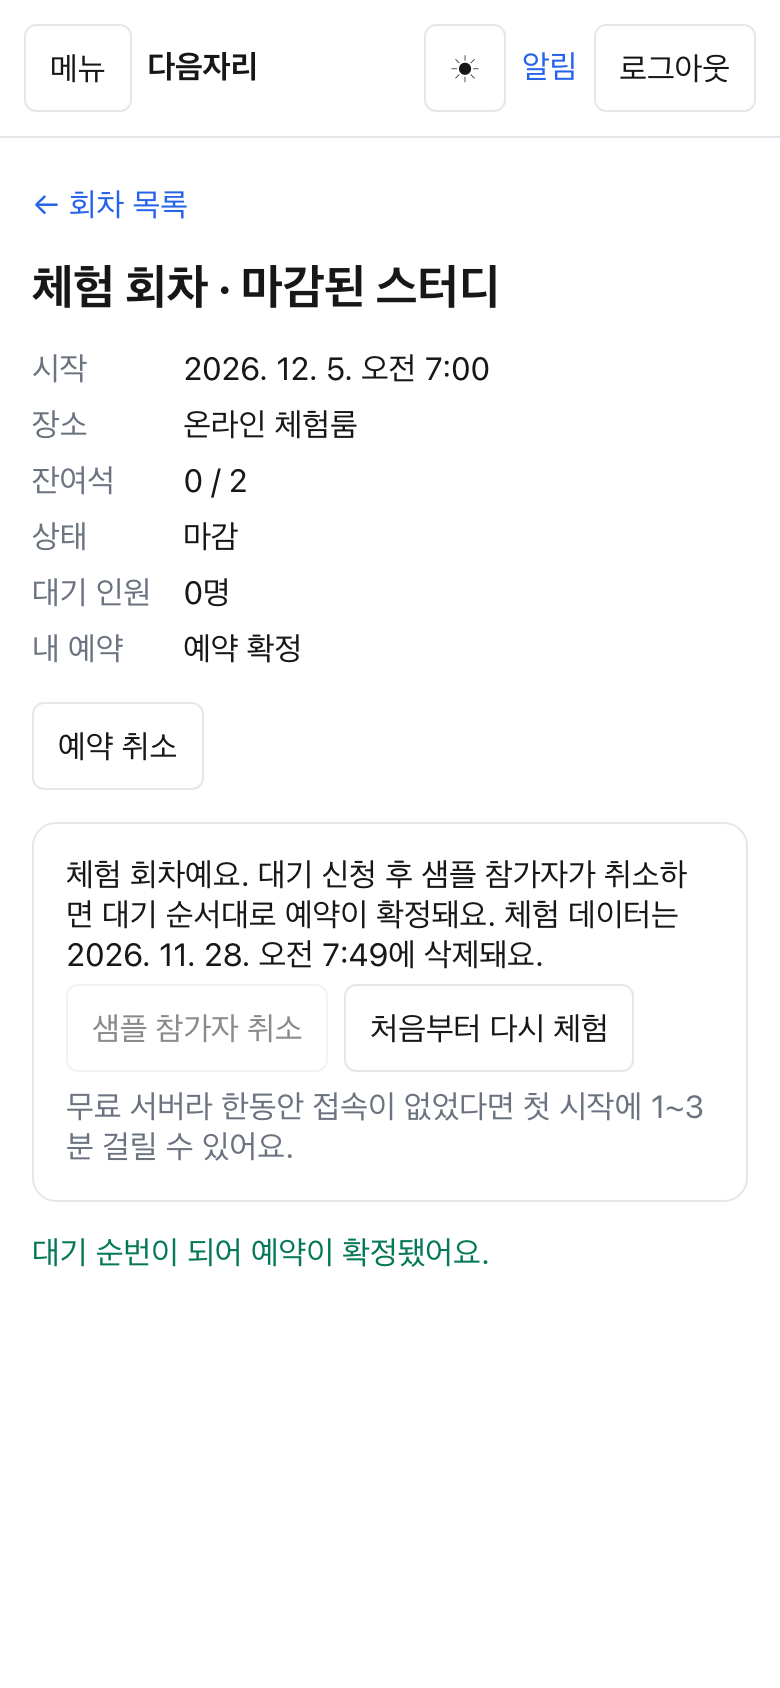 메뉴 다음자리 ☀ 알림 로그아웃
← 회차 목록
체험 회차 · 마감된 스터디
시작 2026. 12. 5. 오전 7:00
장소 온라인 체험룸
잔여석 0 / 2
상태 마감
대기 인원 0명
내 예약 예약 확정
예약 취소
체험 회차예요. 대기 신청 후 샘플 참가자가 취소하
면 대기 순서대로 예약이 확정돼요. 체험 데이터는
2026. 11. 28. 오전 7:49에 삭제돼요.
샘플 참가자 취소 처음부터 다시 체험
무료 서버라 한동안 접속이 없었다면 첫 시작에 1~3
분 걸릴 수 있어요.
대기 순번이 되어 예약이 확정됐어요.